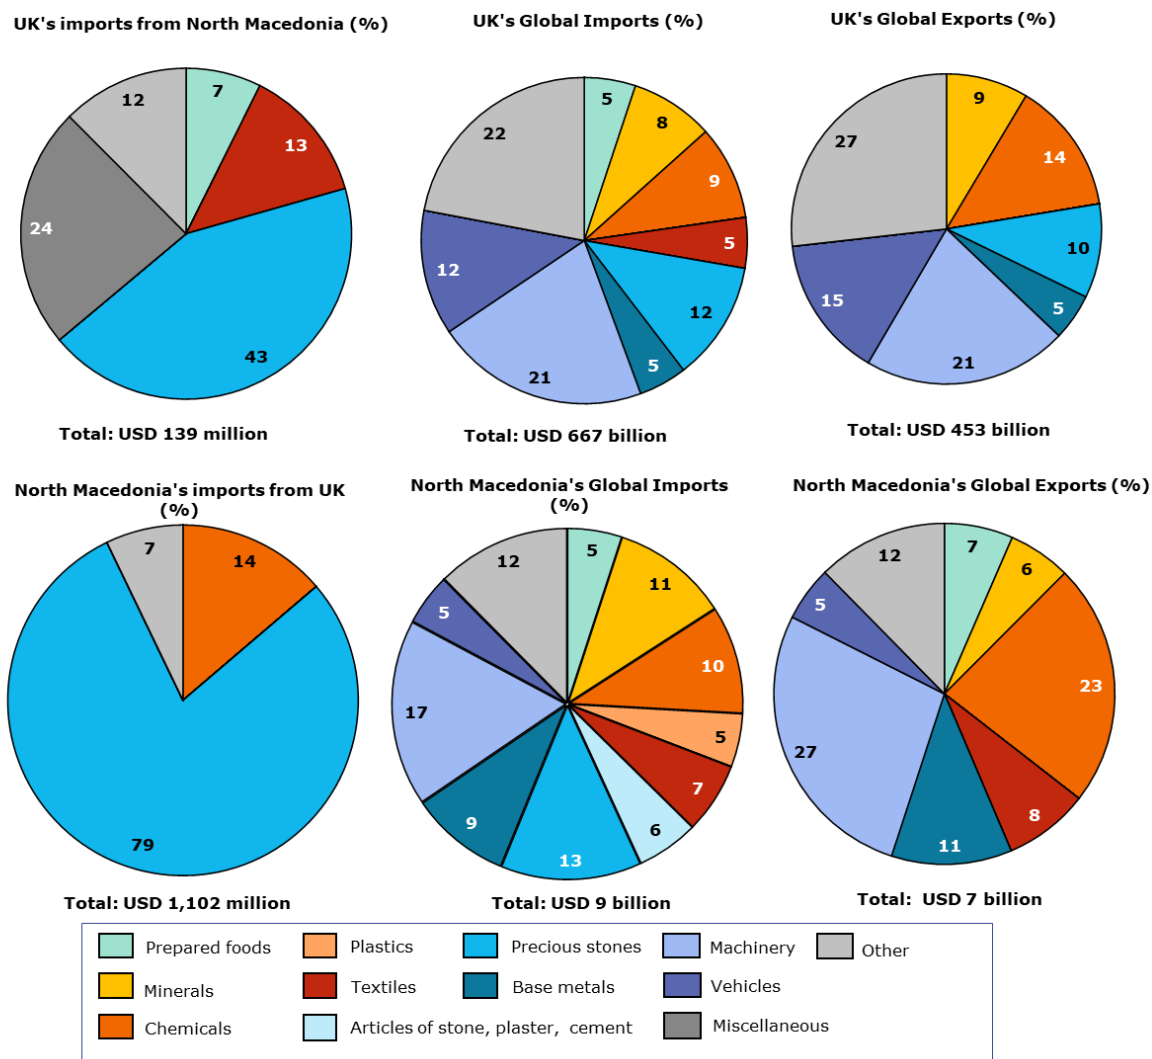 UK's imports from North Macedonia (%)
7
13
43
24
12
Total: USD 139 million
UK's Global Imports (%)
5
8
9
5
12
5
21
12
22
Total: USD 667 billion
UK's Global Exports (%)
9
14
10
5
21
15
27
Total: USD 453 billion
North Macedonia's imports from UK
(%)
14
79
7
Total: USD 1,102 million
North Macedonia's Global Imports
(%)
5
11
10
5
7
6
13
9
17
5
12
Total: USD 9 billion
North Macedonia's Global Exports (%)
7
6
23
8
11
27
5
12
Total:  USD 7 billion
Prepared foods
Plastics
Precious stones
Machinery
Other
Minerals
Textiles
Base metals
Vehicles
Chemicals
Articles of stone, plaster,  cement
Miscellaneous